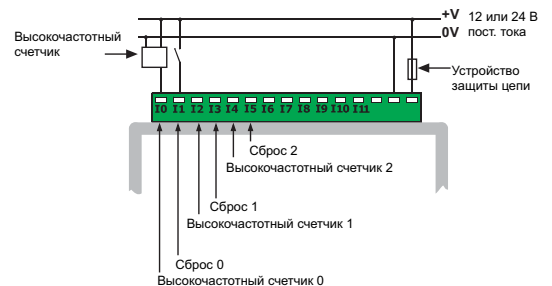 +V 12 или 24 В
0V пост. тока
Высокочастотный
счетчик
Устройство
защиты цепи
I0 I1 I2 I3 I4 I5 I6 I7 I8 I9 I10 I11
Сброс 2
Высокочастотный счетчик 2
Сброс 1
Высокочастотный счетчик 1
Сброс 0
Высокочастотный счетчик 0